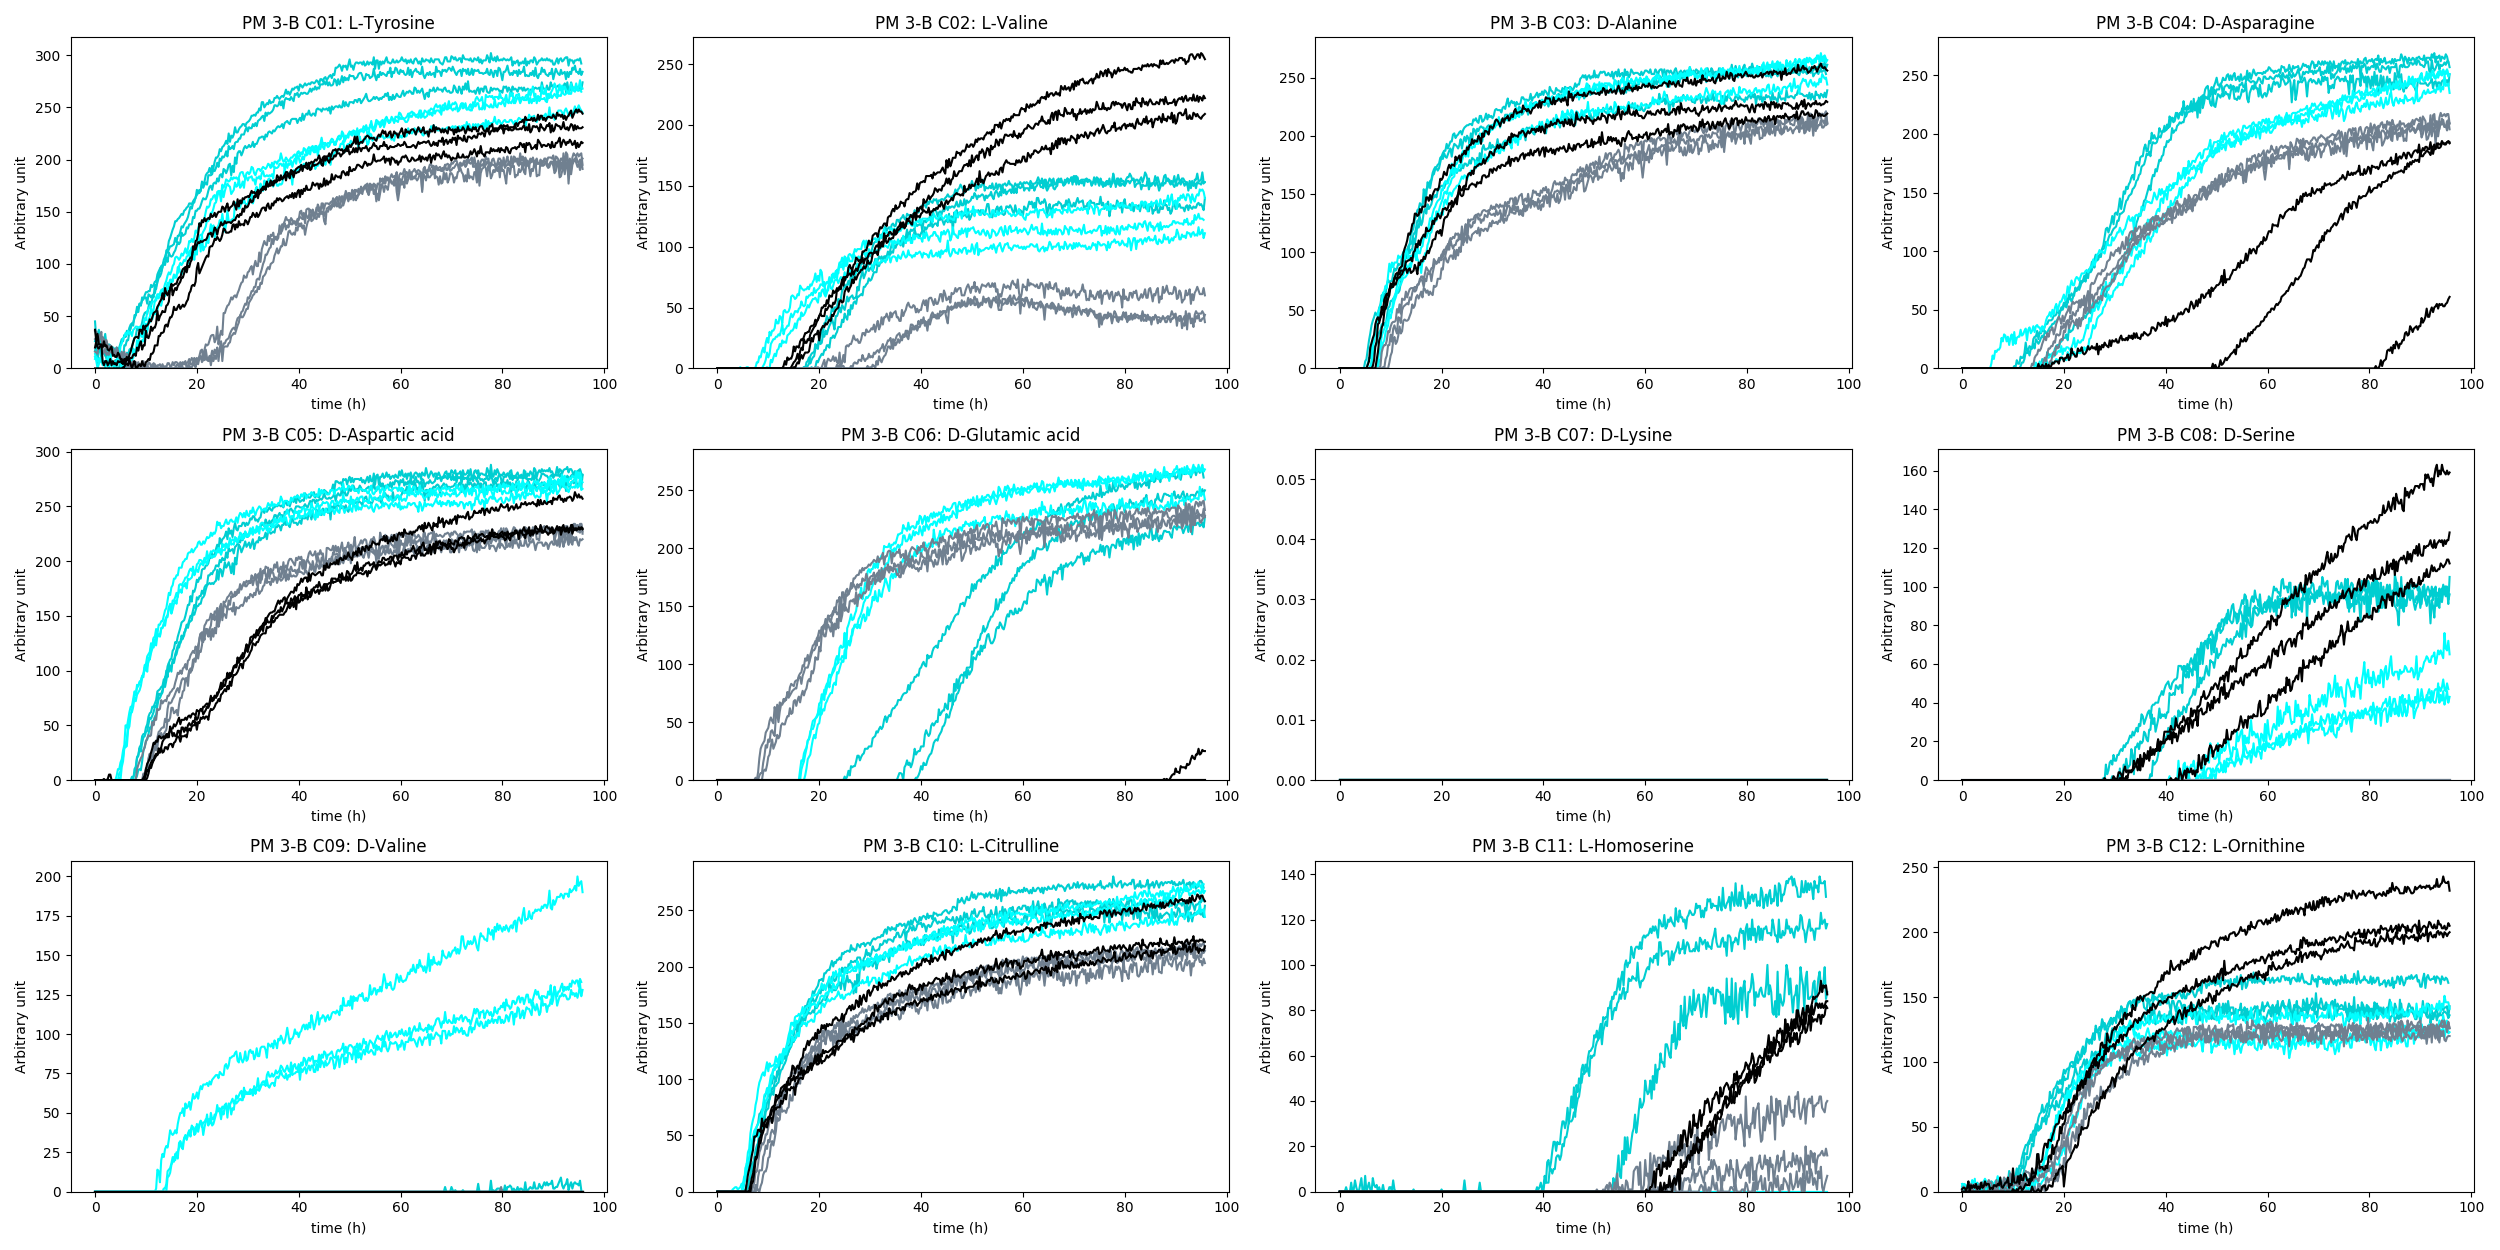 PM 3-B C01: L-Tyrosine
PM 3-B C02: L-Valine
PM 3-B C03: D-Alanine
PM 3-B C04: D-Asparagine
300
250
200
150
100
50
0
Arbitrary unit
0 20 40 60 80 100
time (h)
250
200
150
100
50
0
Arbitrary unit
0 20 40 60 80 100
time (h)
250
200
150
100
50
0
Arbitrary unit
0 20 40 60 80 100
time (h)
250
200
150
100
50
0
Arbitrary unit
0 20 40 60 80 100
time (h)
PM 3-B C05: D-Aspartic acid
PM 3-B C06: D-Glutamic acid
PM 3-B C07: D-Lysine
PM 3-B C08: D-Serine
300
250
200
150
100
50
0
Arbitrary unit
0 20 40 60 80 100
time (h)
250
200
150
100
50
0
Arbitrary unit
0 20 40 60 80 100
time (h)
0.05
0.04
0.03
0.02
0.01
0.00
Arbitrary unit
0 20 40 60 80 100
time (h)
160
140
120
100
80
60
40
20
0
Arbitrary unit
0 20 40 60 80 100
time (h)
PM 3-B C09: D-Valine
PM 3-B C10: L-Citrulline
PM 3-B C11: L-Homoserine
PM 3-B C12: L-Ornithine
200
175
150
125
100
75
50
25
0
Arbitrary unit
0 20 40 60 80 100
time (h)
250
200
150
100
50
0
Arbitrary unit
0 20 40 60 80 100
time (h)
140
120
100
80
60
40
20
0
Arbitrary unit
0 20 40 60 80 100
time (h)
250
200
150
100
50
0
Arbitrary unit
0 20 40 60 80 100
time (h)